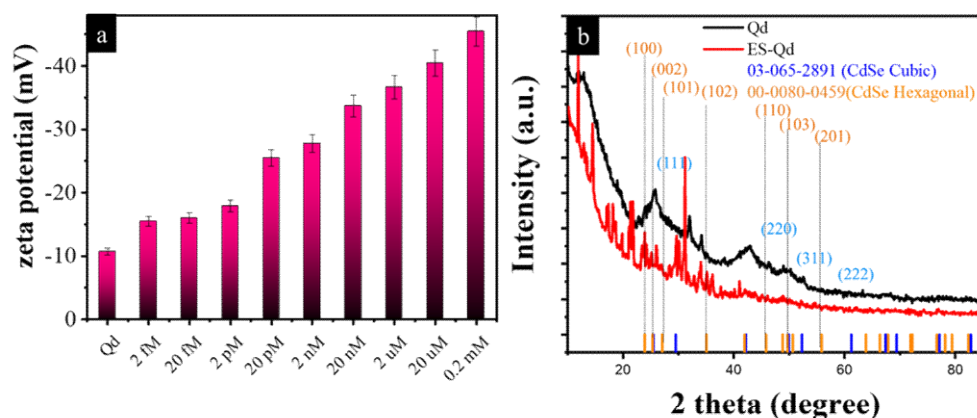 a
zeta potential (mV)
-40
-30
-20
-10
0
Qd
2 fM
20 fM
2 pM
20 pM
2 nM
20 nM
2 uM
20 uM
0.2 mM
b
Qd
ES-Qd
03-065-2891 (CdSe Cubic)
00-0080-0459(CdSe Hexagonal)
(100)
(002)
(101)
(102)
(110)
(103)
(201)
(111)
(220)
(311)
(222)
Intensity (a.u.)
20
40
60
80
2 theta (degree)